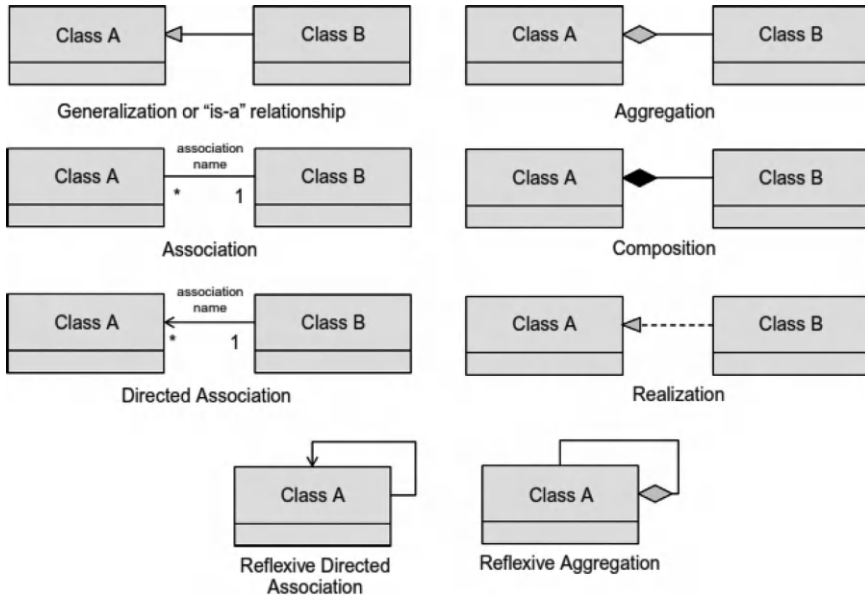 Class A
Class B
Generalization or “is-a” relationship
Class A
Class B
Aggregation
Class A
association
name
*
1
Class B
Association
Class A
Class B
Composition
Class A
association
name
*
1
Class B
Directed Association
Class A
Class B
Realization
Class A
Reflexive Directed
Association
Class A
Reflexive Aggregation